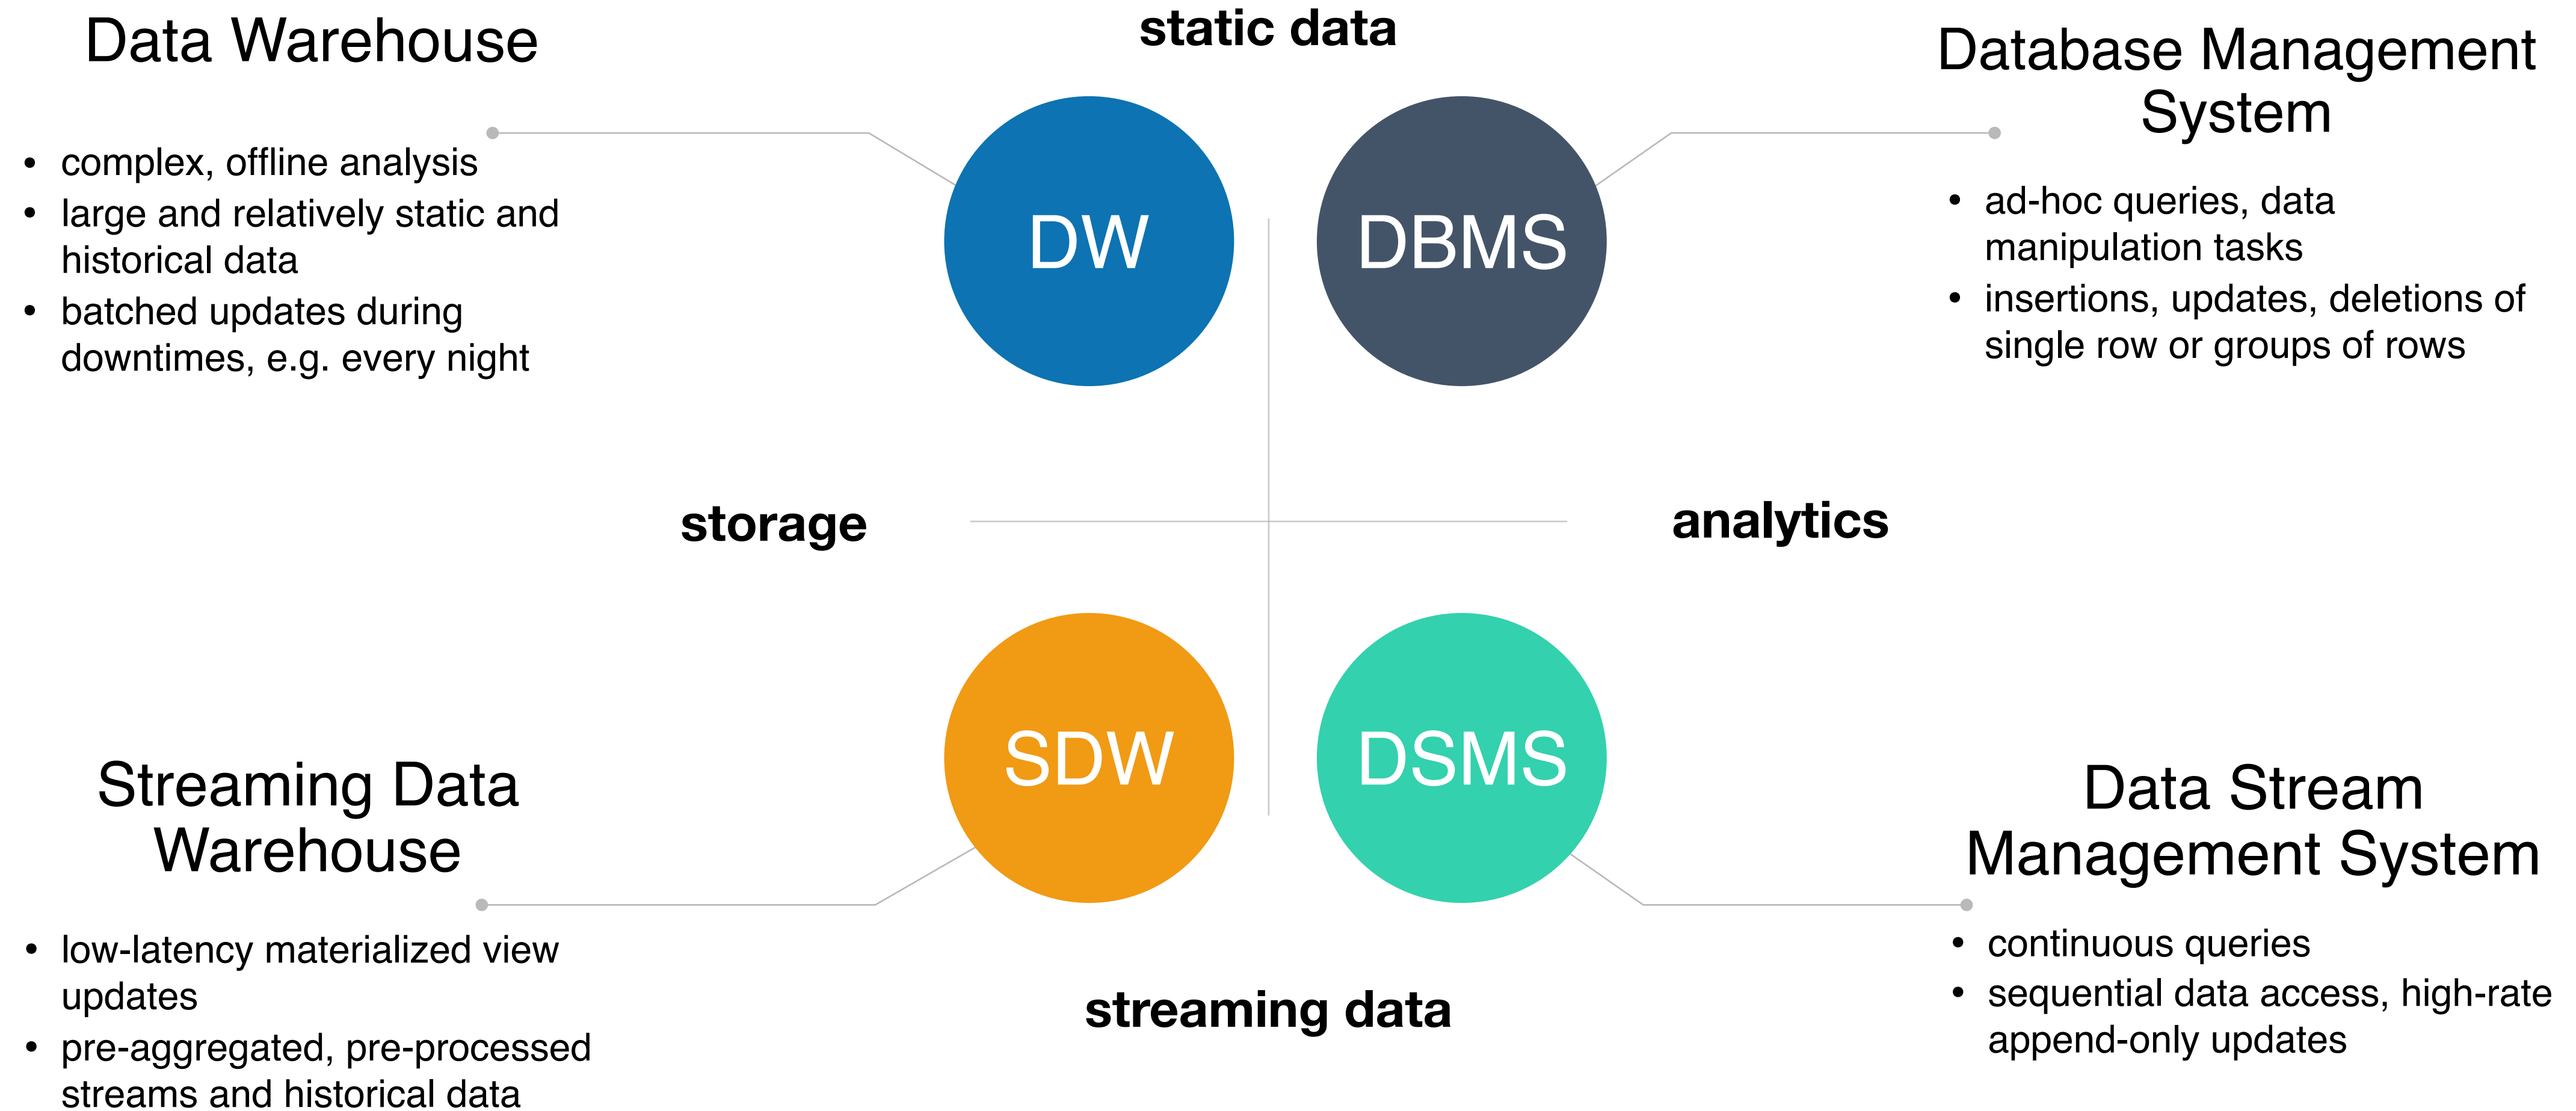 Data Warehouse
• complex, offline analysis
• large and relatively static and
historical data
• batched updates during
downtimes, e.g. every night
static data
DW
DBMS
Database Management
System
• ad-hoc queries, data
manipulation tasks
• insertions, updates, deletions of
single row or groups of rows
storage
analytics
Streaming Data
Warehouse
• low-latency materialized view
updates
• pre-aggregated, pre-processed
streams and historical data
SDW
DSMS
streaming data
Data Stream
Management System
• continuous queries
• sequential data access, high-rate
append-only updates